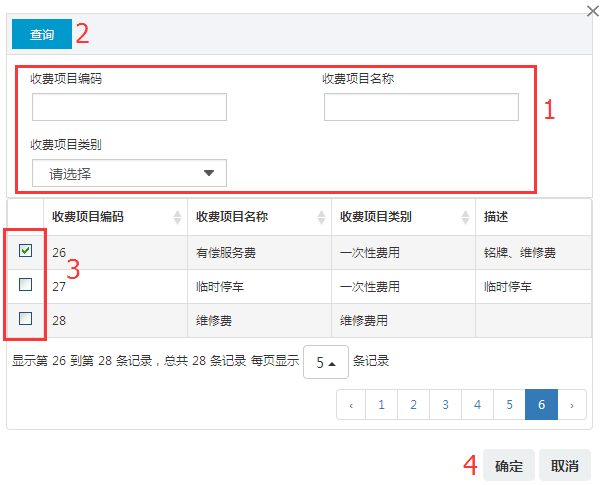 ×
查询 2
收费项目编码 收费项目名称
1
收费项目类别
请选择
收费项目编码 收费项目名称 收费项目类别 描述
26 有偿服务费 一次性费用 铭牌、维修费
3
27 临时停车 一次性费用 临时停车
28 维修费 维修费用
显示第 26 到第 28 条记录，总共 28 条记录 每页显示 5 条记录
‹ 1 2 3 4 5 6 ›
4 确定 取消